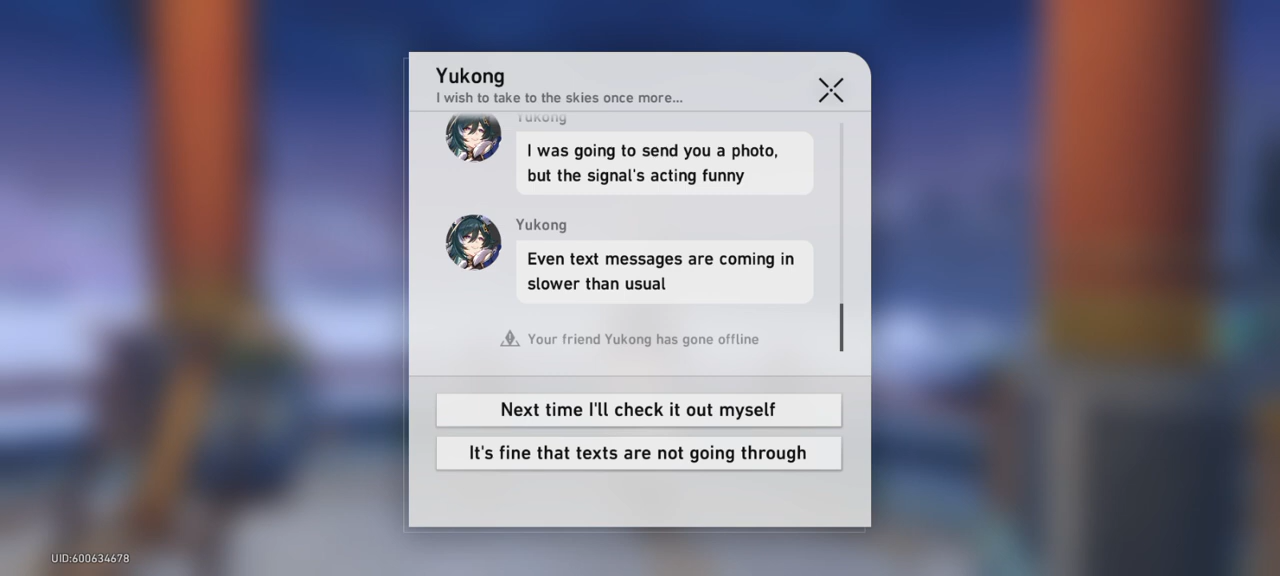 Yukong
I wish to take to the skies once more...
Yukong
I was going to send you a photo,
but the signal's acting funny
Yukong
Even text messages are coming in
slower than usual
Your friend Yukong has gone offline
Next time I'll check it out myself
It's fine that texts are not going through
UID:600634678